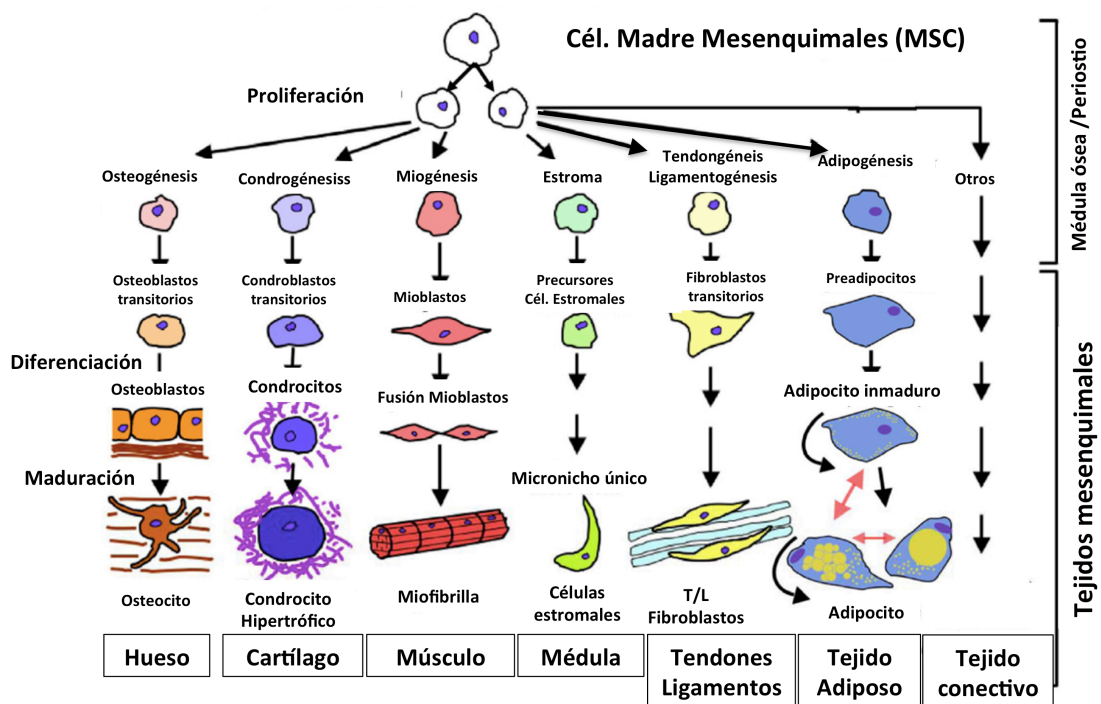 Cél. Madre Mesenquimales (MSC)
Médula ósea /Periostio
Proliferación
Osteogénesis
Condrogénesiss
Miogénesis
Estroma
Tendongéneis
Ligamentogénesis
Adipogénesis
Otros
Osteoblastos
transitorios
Condroblastos
transitorios
Mioblastos
Precursores
Cél. Estromales
Fibroblastos
transitorios
Preadipocitos
Diferenciación
Osteoblastos
Condrocitos
Fusión Mioblastos
Adipocito inmaduro
Tejidos mesenquimales
Maduración
Micronicho único
Osteocito
Condrocito
Hipertrófico
Miofibrilla
Células
estromales
T/L
Fibroblastos
Adipocito
Hueso
Cartílago
Músculo
Médula
Tendones
Ligamentos
Tejido
Adiposo
Tejido
conectivo